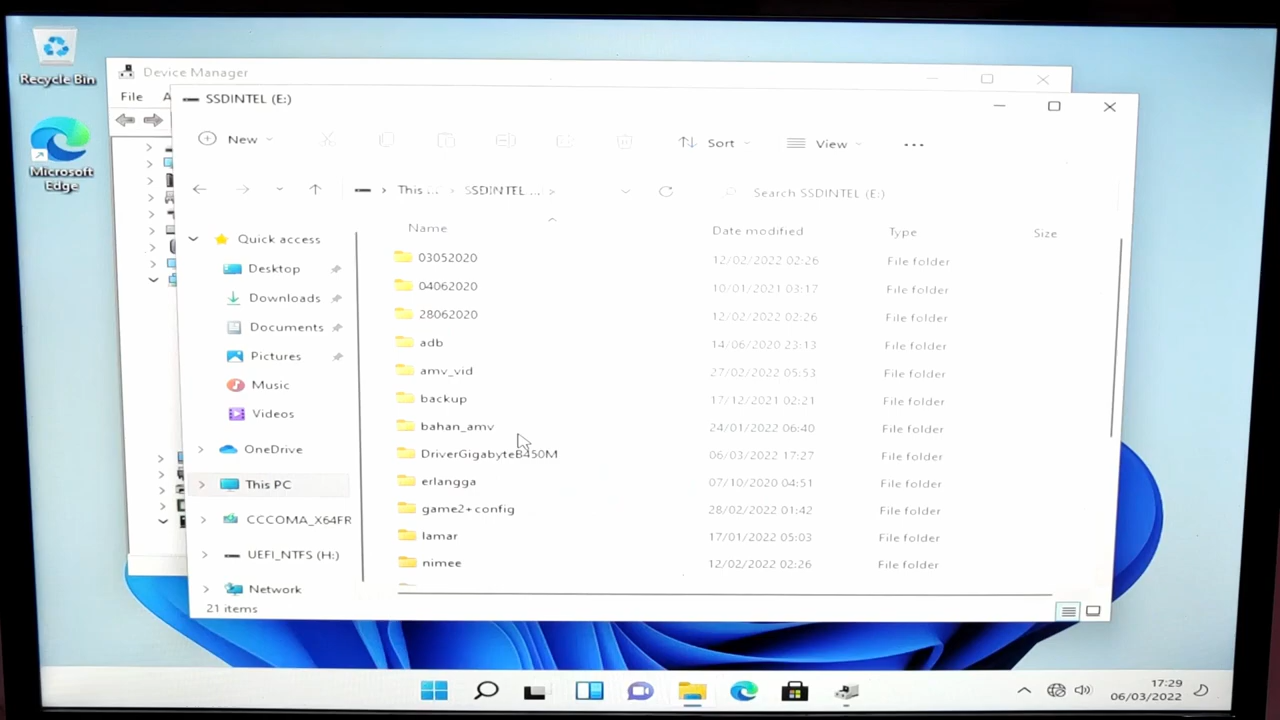 Recycle Bin
Microsoft
Edge
Device Manager
File
SSDINTEL (E:)
New
Sort
View
This ...
SSDINTEL ...
Search SSDINTEL (E:)
Name
Date modified
Type
Size
Quick access
Desktop
Downloads
Documents
Pictures
Music
Videos
OneDrive
This PC
CCCOMA_X64FR
UEFI_NTFS (H:)
Network
03052020 12/02/2022 02:26 File folder
04062020 10/01/2021 03:17 File folder
28062020 12/02/2022 02:26 File folder
adb 14/06/2020 23:13 File folder
amv_vid 27/02/2022 05:53 File folder
backup 17/12/2021 02:21 File folder
bahan_amv 24/01/2022 06:40 File folder
DriverGigabyteB450M 06/03/2022 17:27 File folder
erlangga 07/10/2020 04:51 File folder
game2+config 28/02/2022 01:42 File folder
lamar 17/01/2022 05:03 File folder
nimee 12/02/2022 02:26 File folder
21 items
17:29
06/03/2022